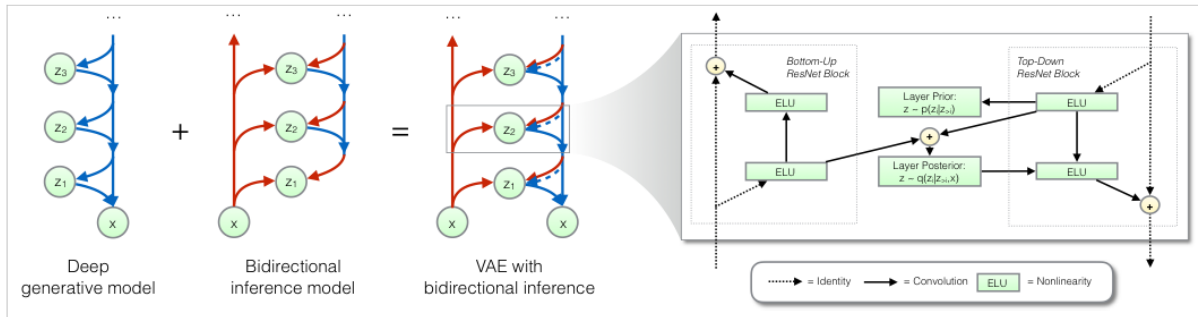 ... ... ... ... ...
z3 z3 z3
z2 + z2 = z2
z1 z1 z1
x x x x
Deep
generative model
Bidirectional
inference model
VAE with
bidirectional inference
Bottom-Up
ResNet Block
Top-Down
ResNet Block
+
ELU
ELU
Layer Prior:
z ~ p(zi|z>i)
+
Layer Posterior:
z ~ q(zi|z>i,x)
ELU
ELU
+
= Identity = Convolution ELU = Nonlinearity